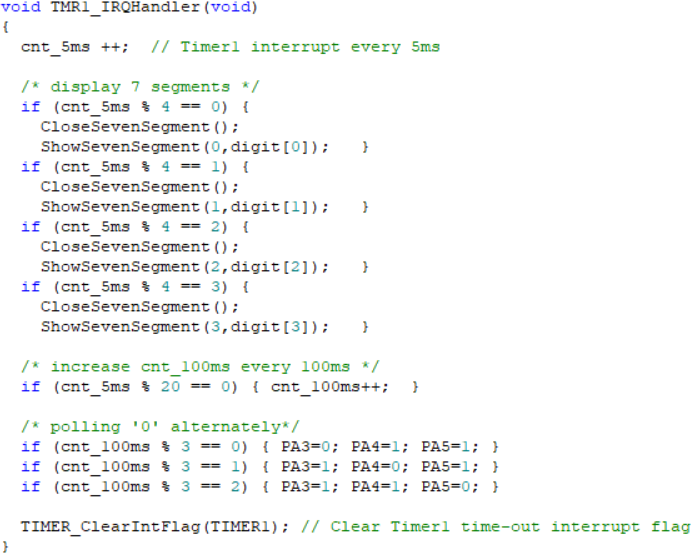 void TMR1_IRQHandler(void)
{
  cnt_5ms ++;  // Timer1 interrupt every 5ms

  /* display 7 segments */
  if (cnt_5ms % 4 == 0) {
    CloseSevenSegment();
    ShowSevenSegment(0,digit[0]);   }
  if (cnt_5ms % 4 == 1) {
    CloseSevenSegment();
    ShowSevenSegment(1,digit[1]);   }
  if (cnt_5ms % 4 == 2) {
    CloseSevenSegment();
    ShowSevenSegment(2,digit[2]);   }
  if (cnt_5ms % 4 == 3) {
    CloseSevenSegment();
    ShowSevenSegment(3,digit[3]);   }

  /* increase cnt_100ms every 100ms */
  if (cnt_5ms % 20 == 0) { cnt_100ms++;  }

  /* polling '0' alternately*/
  if (cnt_100ms % 3 == 0) { PA3=0; PA4=1; PA5=1; }
  if (cnt_100ms % 3 == 1) { PA3=1; PA4=0; PA5=1; }
  if (cnt_100ms % 3 == 2) { PA3=1; PA4=1; PA5=0; }

  TIMER_ClearIntFlag(TIMER1); // Clear Timer1 time-out interrupt flag
}